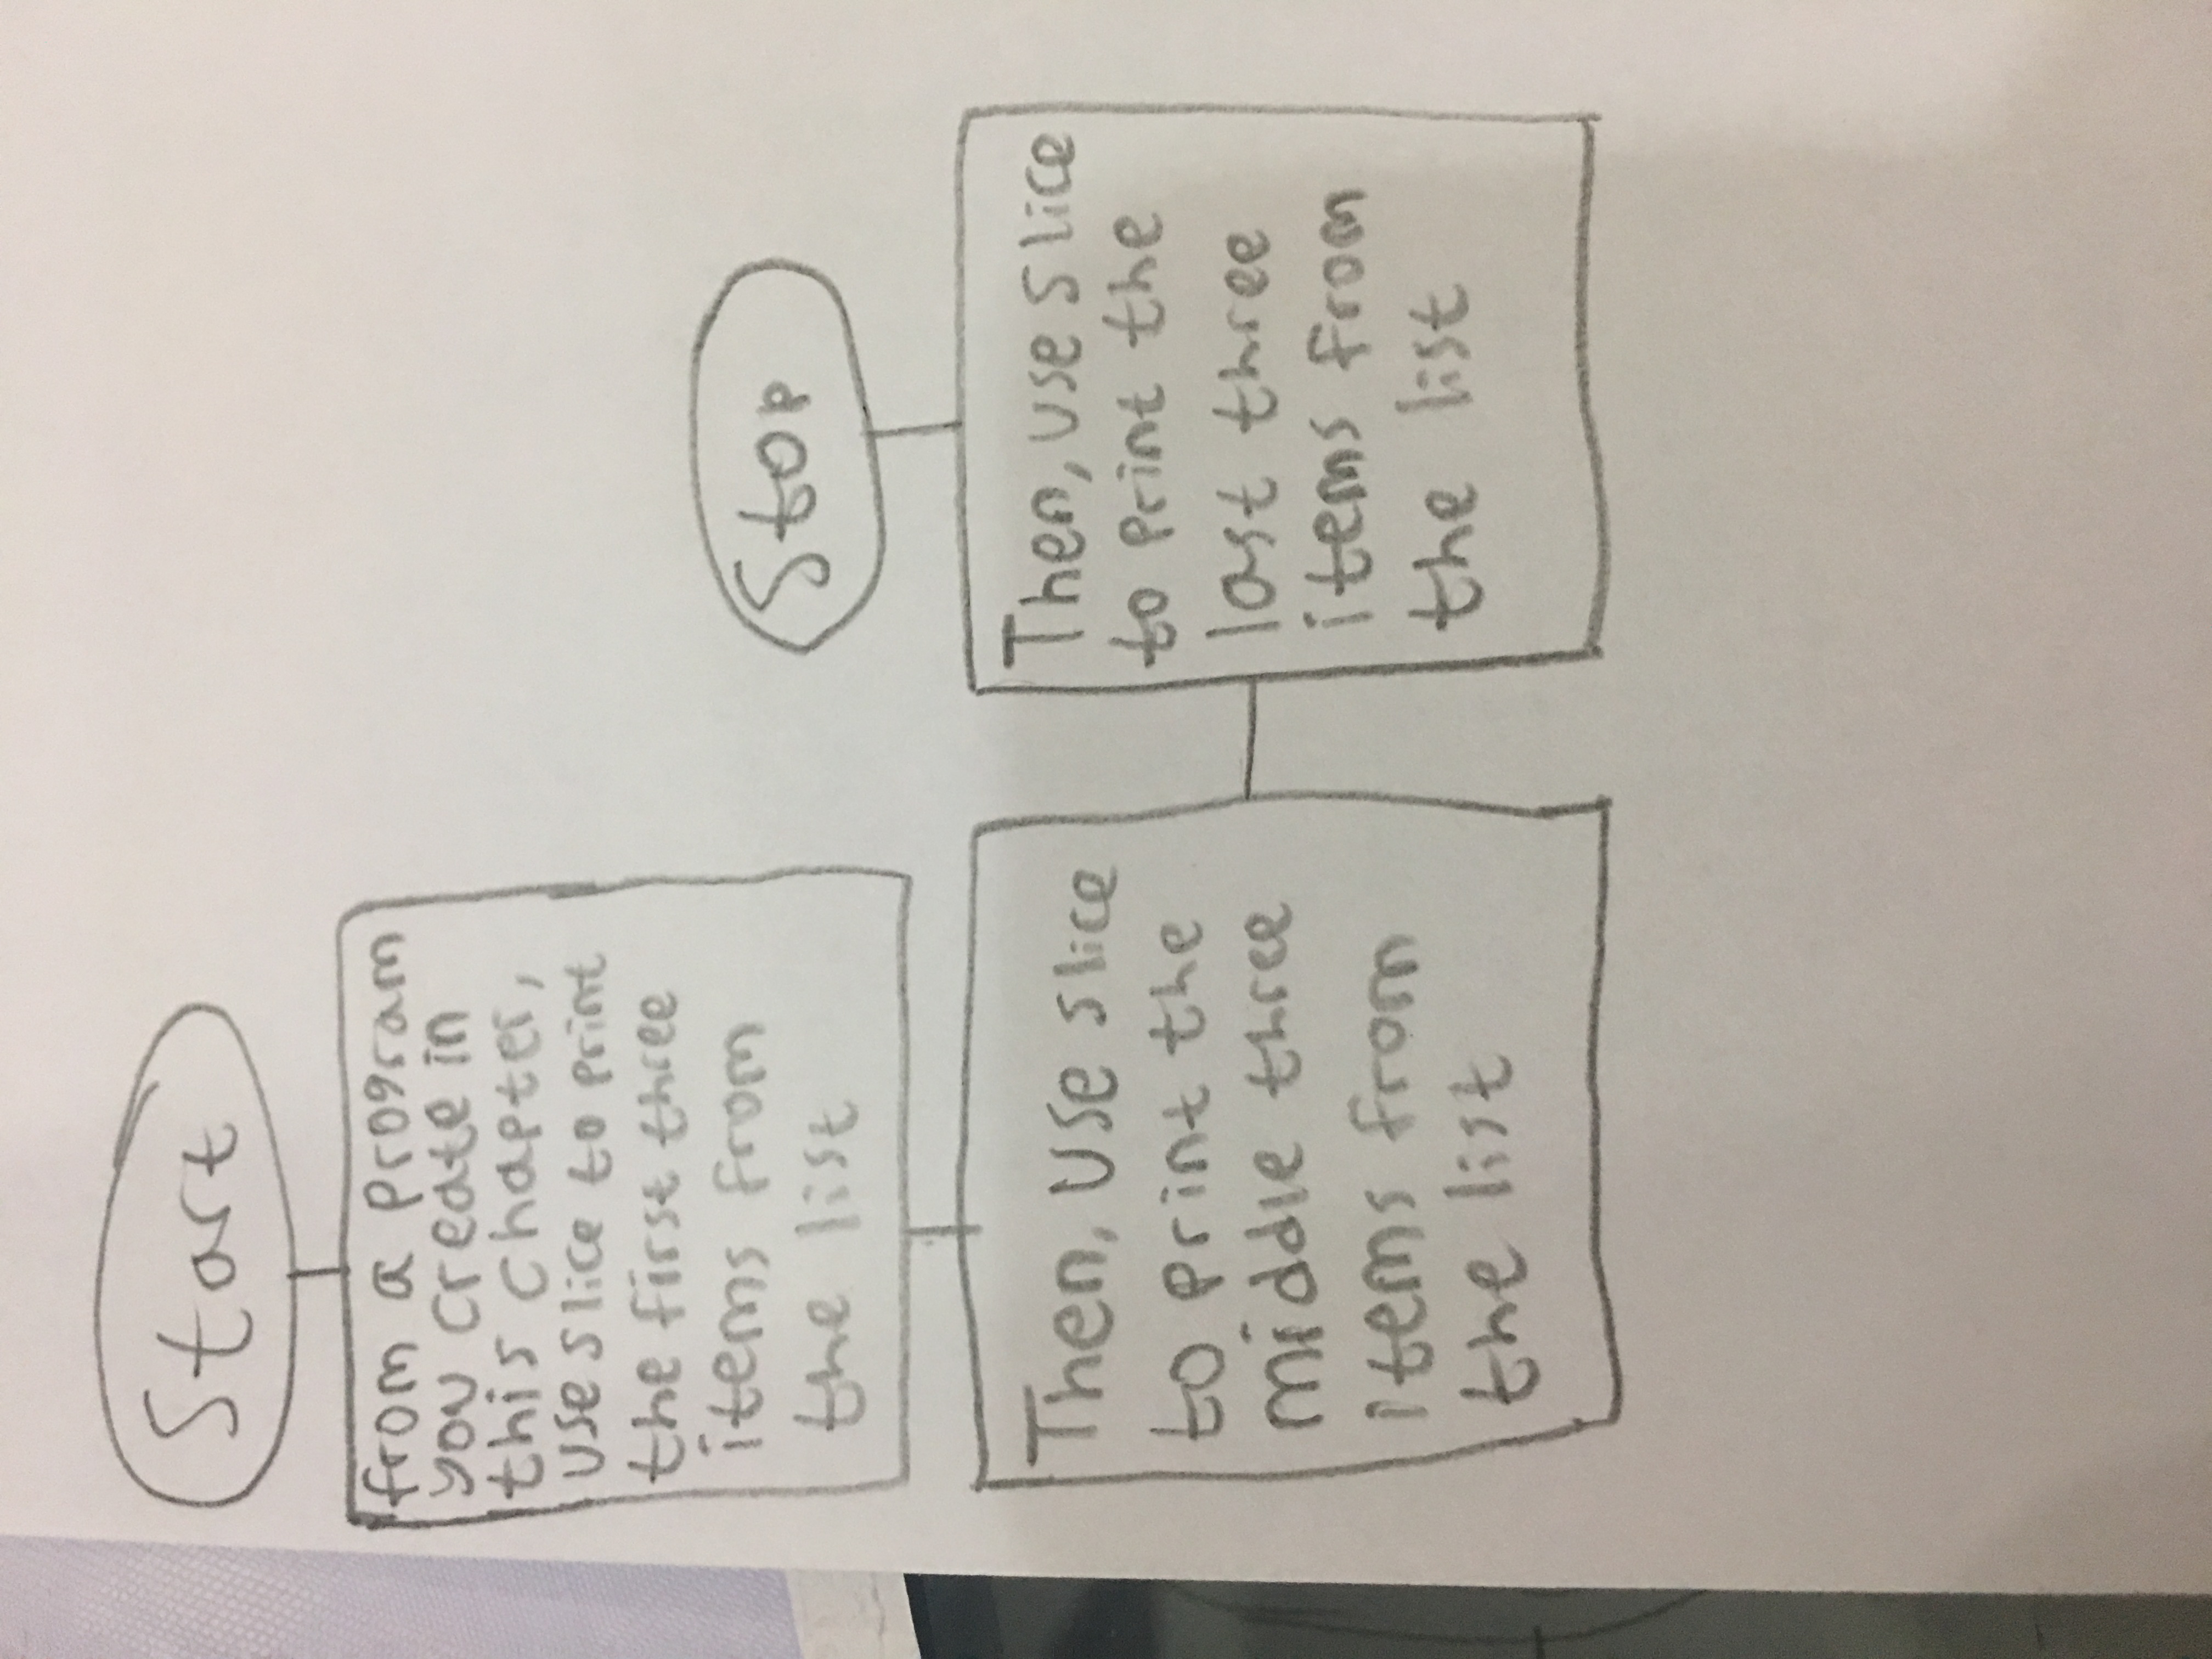 Start
from a program
you create in
this chapter,
use slice to print
the first three
items from
the list
Then, use slice
to print the
middle three
items from
the list
Then, use slice
to print the
last three
items from
the list
Stop